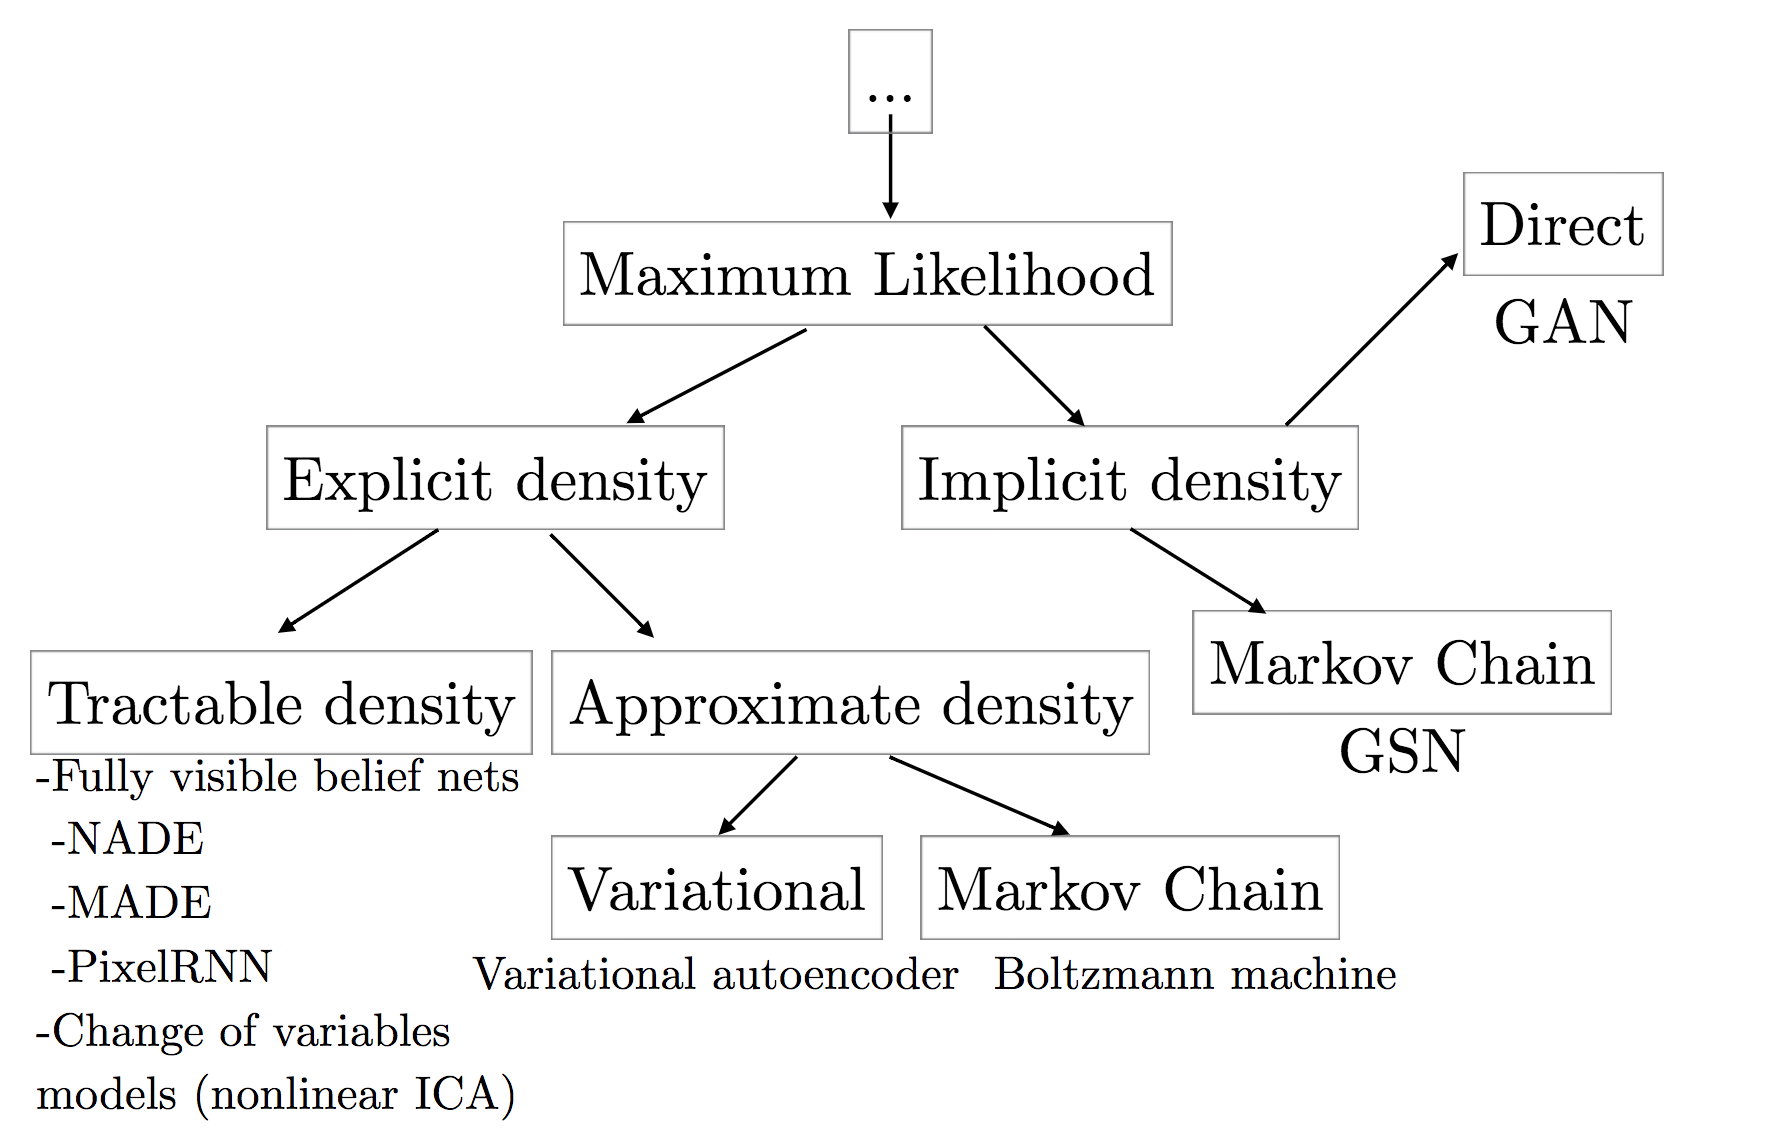 ...
Maximum Likelihood
Direct
GAN
Explicit density
Implicit density
Markov Chain
GSN
Tractable density
-Fully visible belief nets
-NADE
-MADE
-PixelRNN
-Change of variables
models (nonlinear ICA)
Approximate density
Variational
Variational autoencoder
Markov Chain
Boltzmann machine